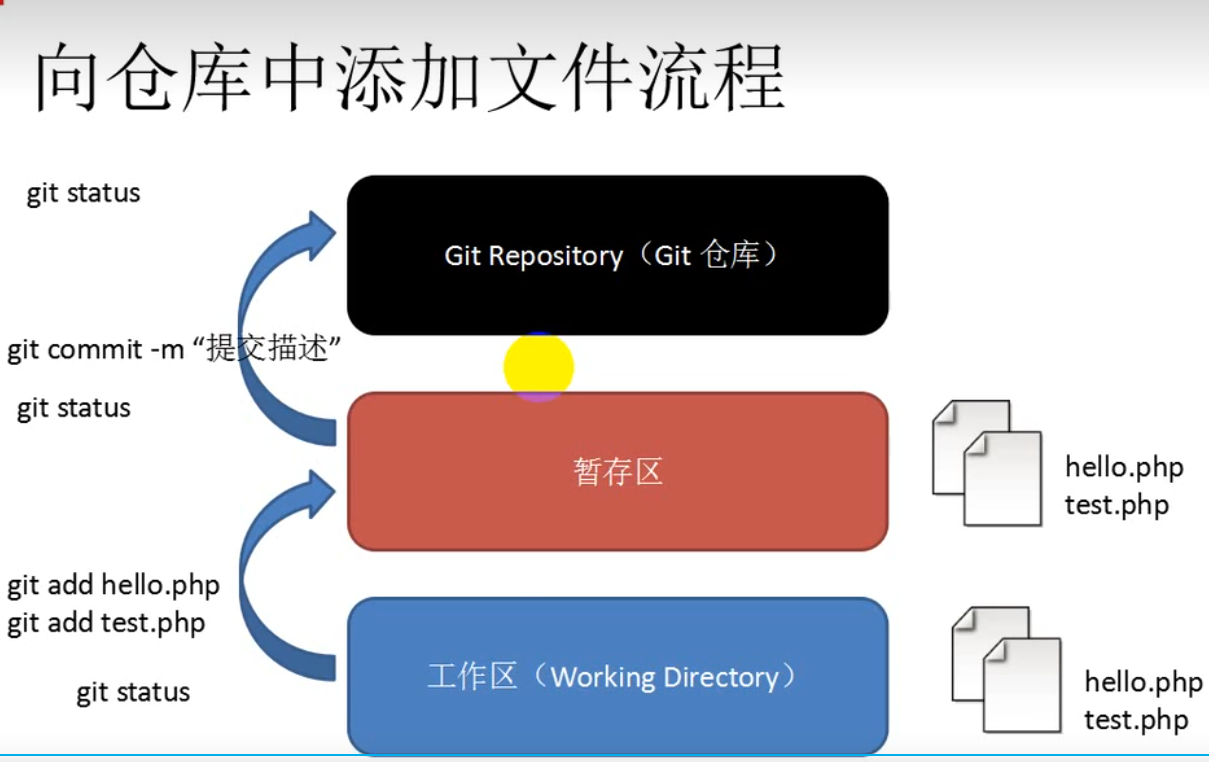 向仓库中添加文件流程
git status
Git Repository（Git 仓库）
git commit -m “提交描述”
git status
暂存区
hello.php
test.php
git add hello.php
git add test.php
git status
工作区（Working Directory）
hello.php
test.php